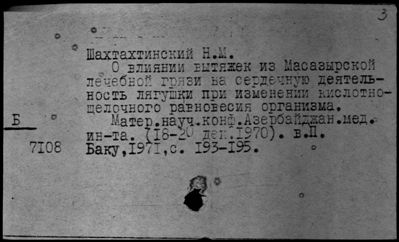 3
Шахтахтинский Н.М.
О влиянии вытяжек из Масазырской
лечебной грязи на сердечную деятель-
ность лягушки при изменении кислотно-
щелочного равновесия организма.
Б Матер.науч.конф.Азербайджан.мед.
ин-та. (18-20 дек.1970). в.П.
7108 Баку,1971,с. 193-195.